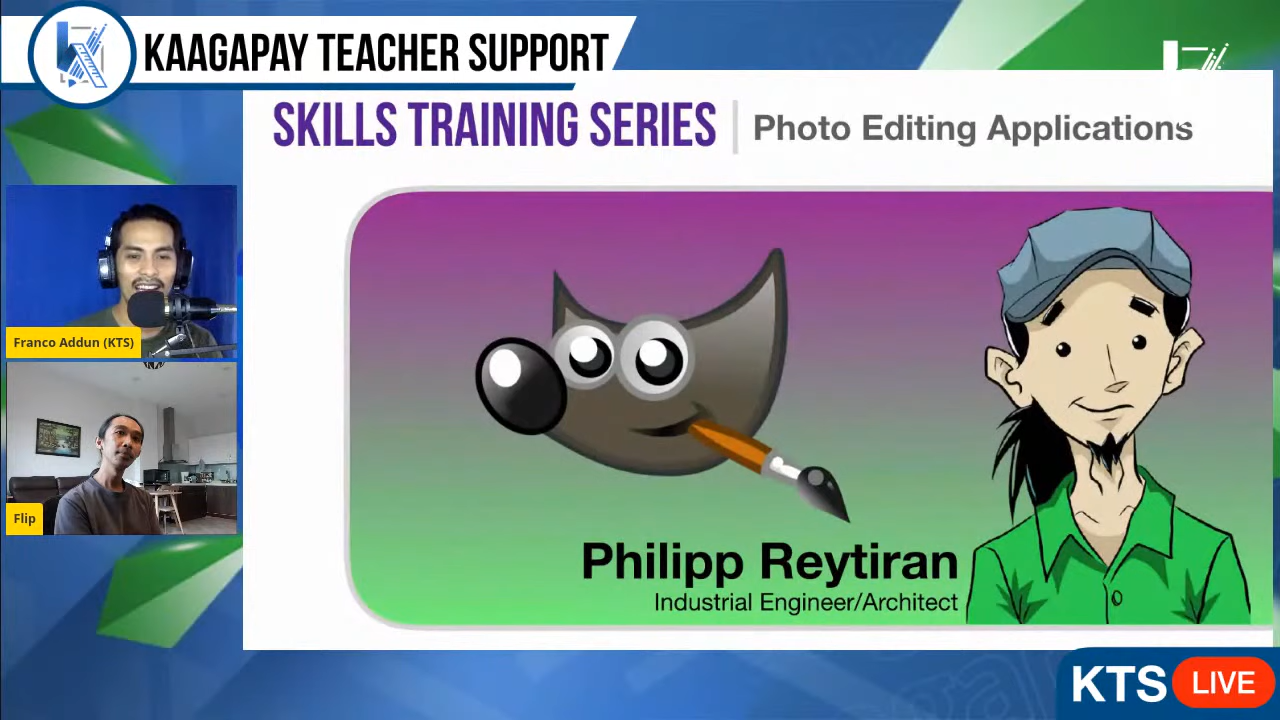 KAAGAPAY TEACHER SUPPORT
SKILLS TRAINING SERIES
Photo Editing Applications
Franco Addun (KTS)
Flip
Philipp Reytiran
Industrial Engineer/Architect
KTS LIVE